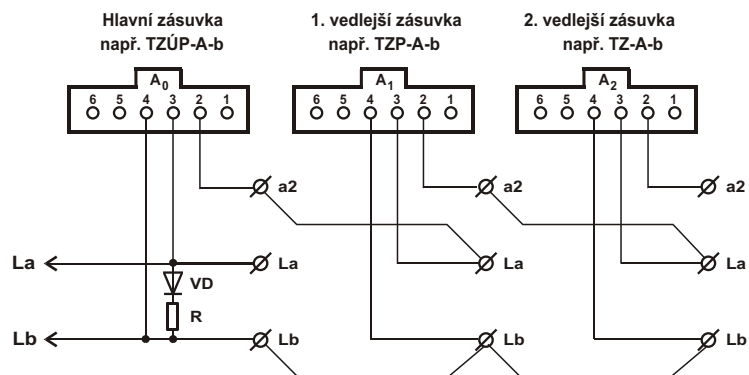 Hlavní zásuvka
např. TZÚP-A-b
1. vedlejší zásuvka
např. TZP-A-b
2. vedlejší zásuvka
např. TZ-A-b
A0
A1
A2
6 5 4 3 2 1
6 5 4 3 2 1
6 5 4 3 2 1
a2
a2
a2
La
La
La
La
VD
R
Lb
Lb
Lb
Lb